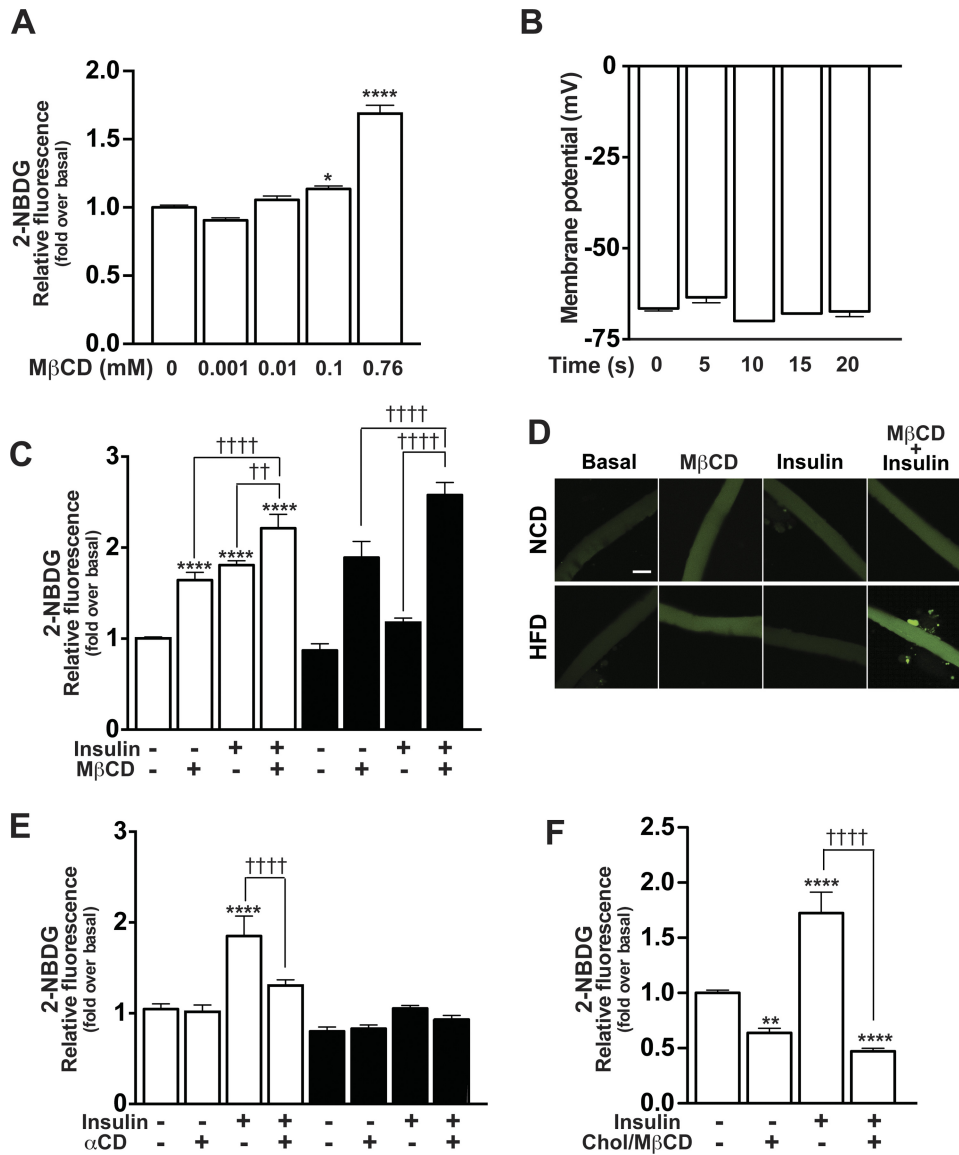 A
2-NBDG
Relative fluorescence
(fold over basal)
2.0
1.5
1.0
0.5
0.0
*
****
MβCD (mM) 0 0.001 0.01 0.1 0.76
B
Membrane potential (mV)
0
-25
-50
-75
Time (s) 0 5 10 15 20
C
2-NBDG
Relative fluorescence
(fold over basal)
3
2
1
0
††††
††
****
****
****
††††
††††
Insulin - - + + - - + +
MβCD - + - + - + - +
D
Basal MβCD Insulin MβCD
+
Insulin
NCD
HFD
E
2-NBDG
Relative fluorescence
(fold over basal)
3
2
1
0
††††
****
Insulin - - + + - - + +
αCD - + - + - + - +
F
2-NBDG
Relative fluorescence
(fold over basal)
2.5
2.0
1.5
1.0
0.5
0.0
††††
****
**
****
Insulin - - + +
Chol/MβCD - + - +